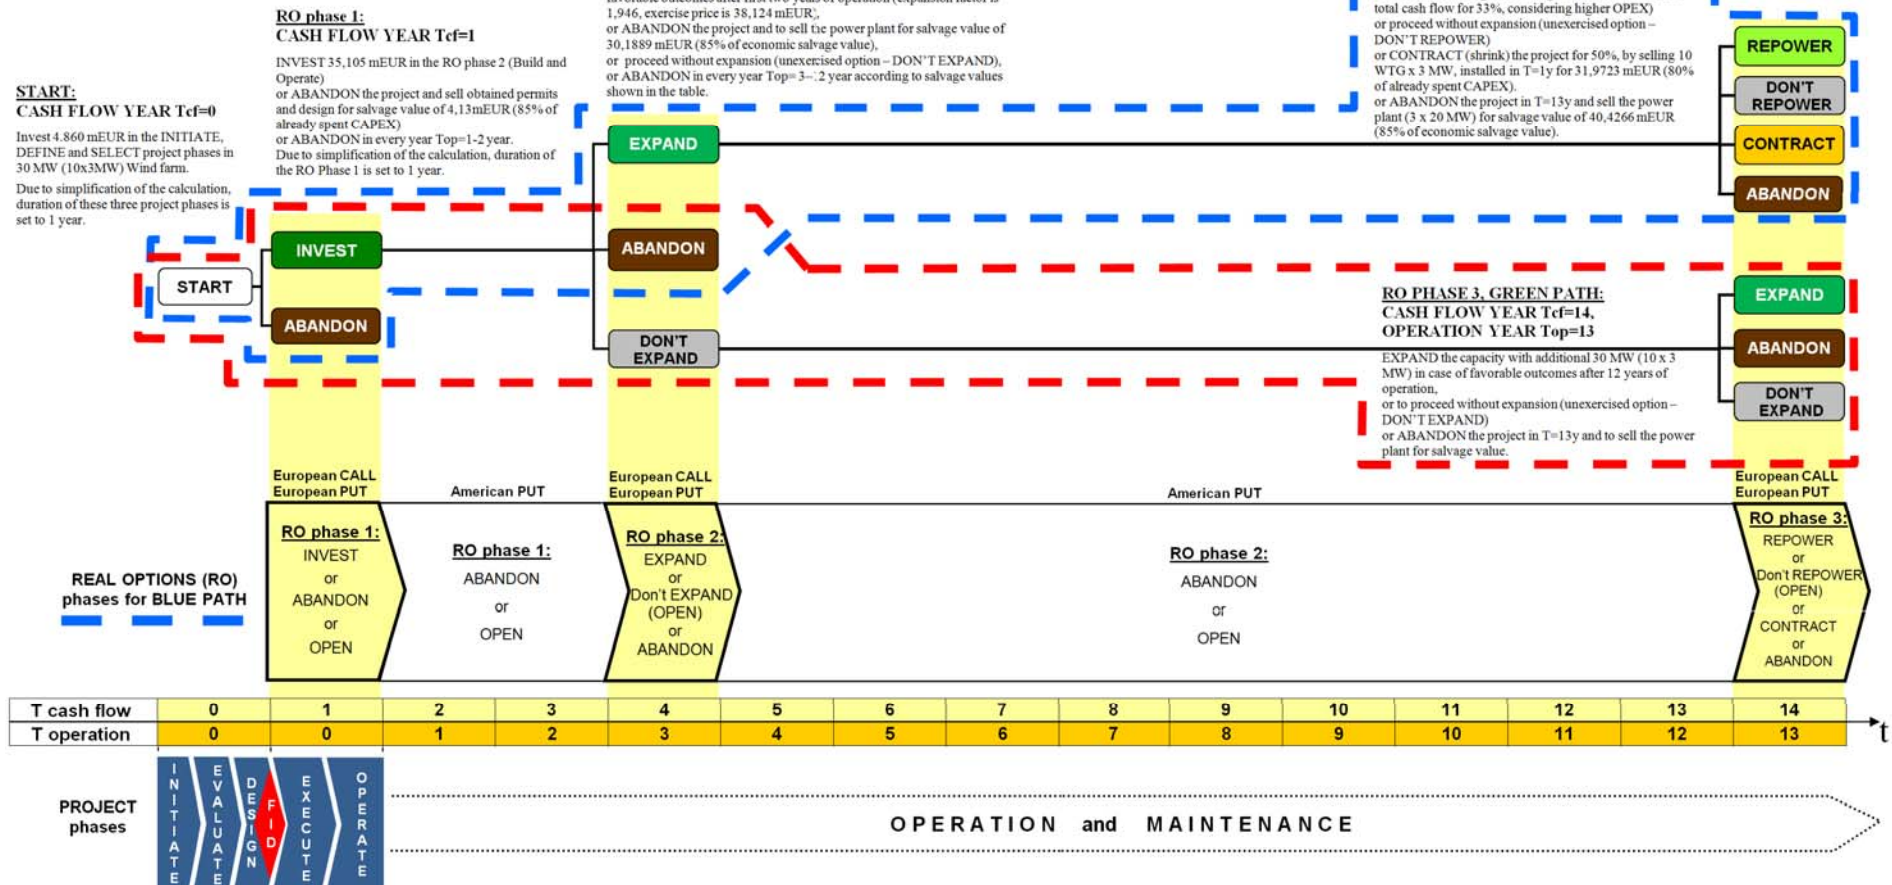 START:
CASH FLOW YEAR Tcf=0
Invest 4.860 mEUR in the INITIATE,
DEFINE and SELECT project phases in
30 MW (10x3MW) Wind farm.
Due to simplification of the calculation,
duration of these three project phases is
set to 1 year.
RO phase 1:
CASH FLOW YEAR Tcf=1
INVEST 35,105 mEUR in the RO phase 2 (Build and
Operate)
or ABANDON the project and sell obtained permits
and design for salvage value of 4,13mEUR (85% of
already spent CAPEX)
or ABANDON in every year Top=1-2 year.
Due to simplification of the calculation, duration of
the RO Phase 1 is set to 1 year.
favorable outcomes after first two years of operation (expansion factor is
1,946, exercise price is 38,124 mEUR),
or ABANDON the project and to sell the power plant for salvage value of
30,1889 mEUR (85% of economic salvage value),
or proceed without expansion (unexercised option – DON'T EXPAND),
or ABANDON in every year Top= 3– 2 year according to salvage values
shown in the table.
total cash flow for 33%, considering higher OPEX)
or proceed without expansion (unexercised option –
DON'T REPOWER)
or CONTRACT (shrink) the project for 50%, by selling 10
WTG x 3 MW, installed in T=1y for 31,9723 mEUR (80%
of already spent CAPEX).
or ABANDON the project in T=13y and sell the power
plant (3 x 20 MW) for salvage value of 40,4266 mEUR
(85% of economic salvage value).
REPOWER
DON'T
REPOWER
CONTRACT
ABANDON
EXPAND
INVEST
ABANDON
START
ABANDON
DON'T
EXPAND
RO PHASE 3, GREEN PATH:
CASH FLOW YEAR Tcf=14,
OPERATION YEAR Top=13
EXPAND the capacity with additional 30 MW (10 x 3
MW) in case of favorable outcomes after 12 years of
operation,
or to proceed without expansion (unexercised option –
DON'T EXPAND)
or ABANDON the project in T=13y and to sell the power
plant for salvage value.
EXPAND
ABANDON
DON'T
EXPAND
European CALL
European PUT
American PUT
European CALL
European PUT
American PUT
European CALL
European PUT
REAL OPTIONS (RO)
phases for BLUE PATH
RO phase 1:
INVEST
or
ABANDON
or
OPEN
RO phase 1:
ABANDON
or
OPEN
RO phase 2:
EXPAND
or
Don't EXPAND
(OPEN)
or
ABANDON
RO phase 2:
ABANDON
or
OPEN
RO phase 3:
REPOWER
or
Don't REPOWER
(OPEN)
or
CONTRACT
or
ABANDON
T cash flow 0 1 2 3 4 5 6 7 8 9 10 11 12 13 14
T operation 0 0 1 2 3 4 5 6 7 8 9 10 11 12 13
t
PROJECT
phases
INITIATE
EVALUATE
DESIGN
FID
EXECUTE
OPERATE
OPERATION and MAINTENANCE